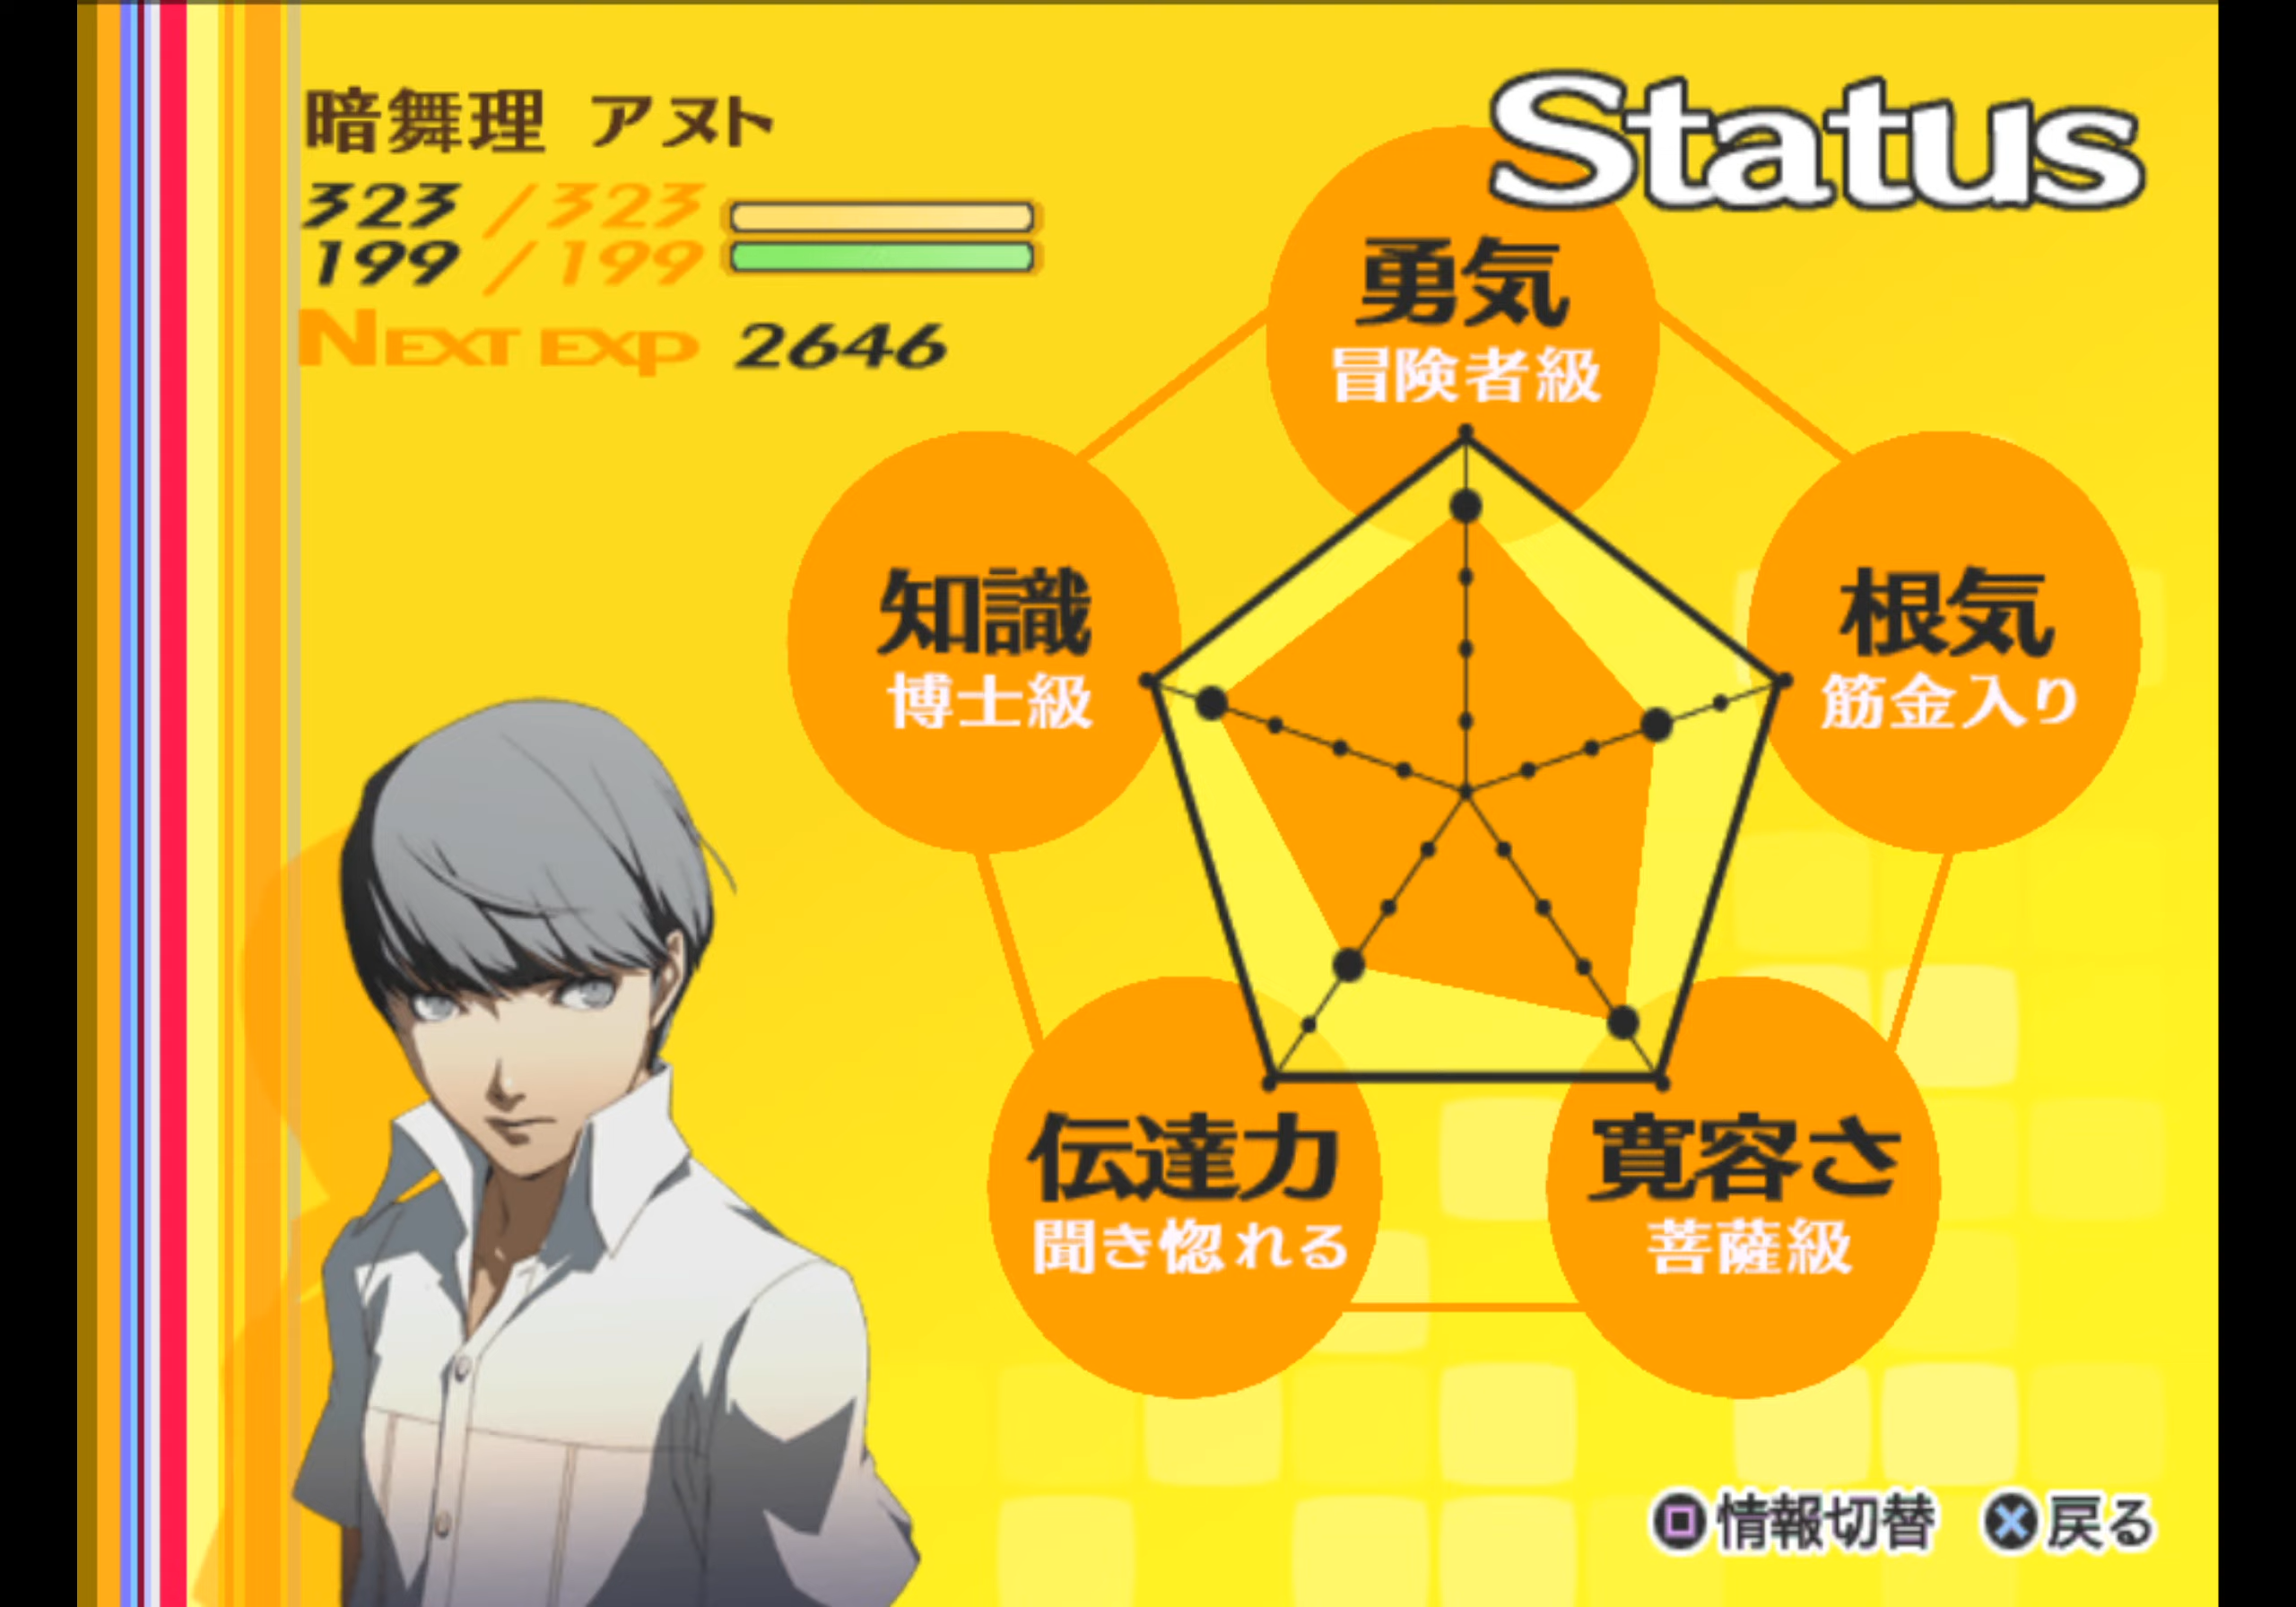 Status
暗舞理 アヌト
323/323
199/199
NEXT EXP 2646
勇気
冒険者級
知識
博士級
根気
筋金入り
伝達力
聞き惚れる
寛容さ
菩薩級
情報切替 戻る